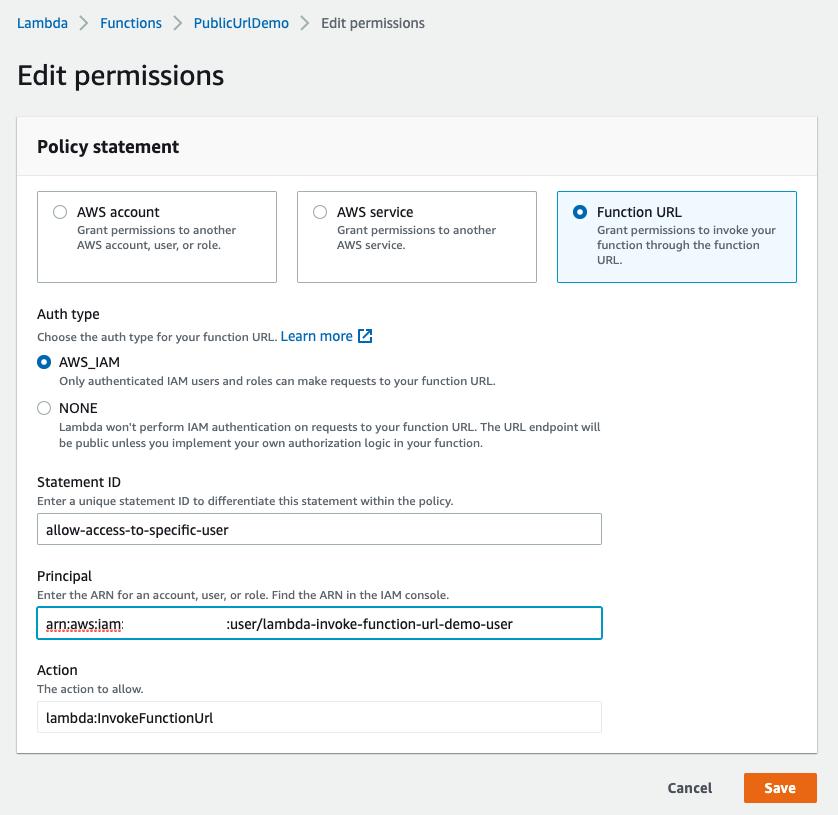 Lambda > Functions > PublicUrlDemo > Edit permissions
Edit permissions
Policy statement
AWS account
Grant permissions to another
AWS account, user, or role.
AWS service
Grant permissions to another
AWS service.
Function URL
Grant permissions to invoke your
function through the function
URL.
Auth type
Choose the auth type for your function URL. Learn more
AWS_IAM
Only authenticated IAM users and roles can make requests to your function URL.
NONE
Lambda won't perform IAM authentication on requests to your function URL. The URL endpoint will
be public unless you implement your own authorization logic in your function.
Statement ID
Enter a unique statement ID to differentiate this statement within the policy.
allow-access-to-specific-user
Principal
Enter the ARN for an account, user, or role. Find the ARN in the IAM console.
arn:aws:iam: :user/lambda-invoke-function-url-demo-user
Action
The action to allow.
lambda:InvokeFunctionUrl
Cancel
Save